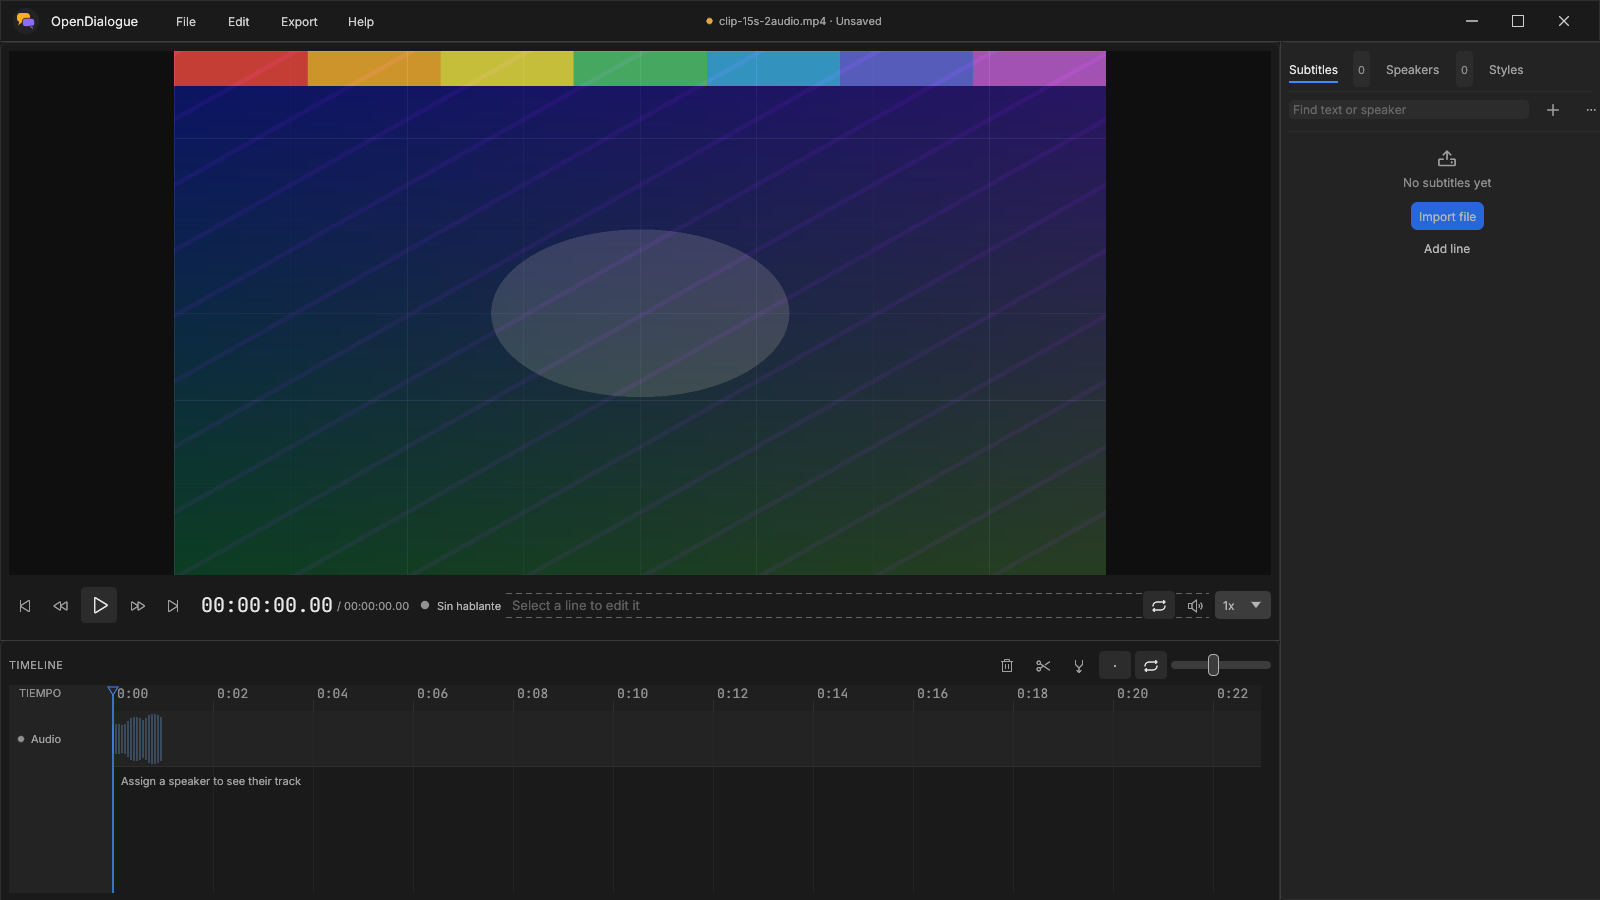 OpenDialogue File Edit Export Help clip-15s-2audio.mp4 · Unsaved
Subtitles 0 Speakers 0 Styles
Find text or speaker
No subtitles yet
Import file
Add line
00:00:00.00 / 00:00:00.00 Sin hablante Select a line to edit it 1x
TIMELINE
TIEMPO 0:00 0:02 0:04 0:06 0:08 0:10 0:12 0:14 0:16 0:18 0:20 0:22
Audio
Assign a speaker to see their track